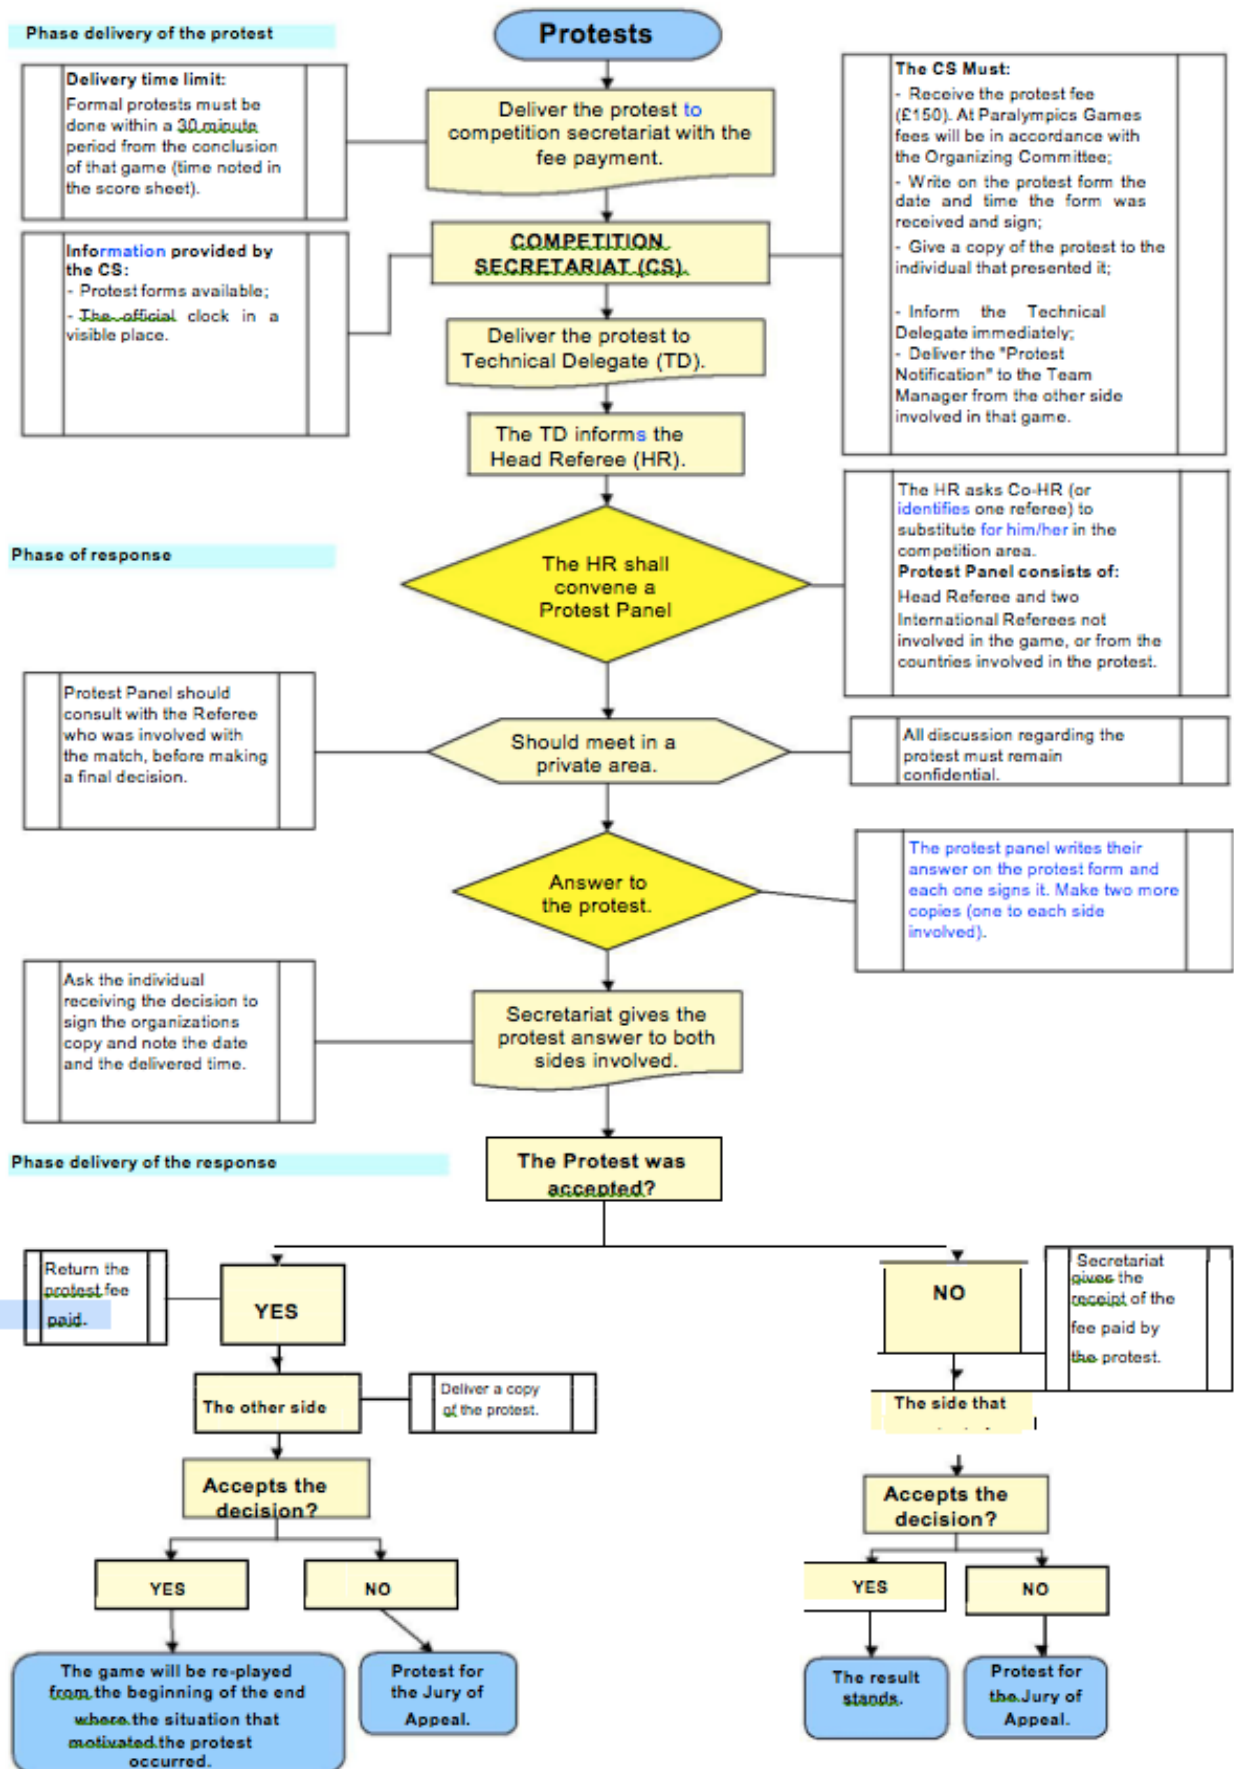 Phase delivery of the protest
Protests
Delivery time limit:
Formal protests must be
done within a 30 minute
period from the conclusion
of that game (time noted in
the score sheet).
Deliver the protest to
competition secretariat with the
fee payment.
The CS Must:
- Receive the protest fee
(£150). At Paralympics Games
fees will be in accordance with
the Organizing Committee;
- Write on the protest form the
date and time the form was
received and sign;
- Give a copy of the protest to the
individual that presented it;
- Inform the Technical
Delegate immediately;
- Deliver the "Protest
Notification" to the Team
Manager from the other side
involved in that game.
Information provided by
the CS:
- Protest forms available;
- The official clock in a
visible place.
COMPETITION
SECRETARIAT (CS).
Deliver the protest to
Technical Delegate (TD).
The TD informs the
Head Referee (HR).
Phase of response
The HR shall
convene a
Protest Panel
The HR asks Co-HR (or
identifies one referee) to
substitute for him/her in the
competition area.
Protest Panel consists of:
Head Referee and two
International Referees not
involved in the game, or from the
countries involved in the protest.
Protest Panel should
consult with the Referee
who was involved with
the match, before making
a final decision.
Should meet in a
private area.
All discussion regarding the
protest must remain
confidential.
Answer to
the protest.
The protest panel writes their
answer on the protest form and
each one signs it. Make two more
copies (one to each side
involved).
Ask the individual
receiving the decision to
sign the organizations
copy and note the date
and the delivered time.
Secretariat gives the
protest answer to both
sides involved.
Phase delivery of the response
The Protest was
accepted?
Return the
protest fee
paid.
YES
NO
Secretariat
gives the
receipt of the
fee paid by
the protest.
The other side
Deliver a copy
of the protest.
The side that
Accepts the
decision?
Accepts the
decision?
YES
NO
YES
NO
The game will be re-played
from the beginning of the end
where the situation that
motivated the protest
occurred.
Protest for
the Jury of
Appeal.
The result
stands.
Protest for
the Jury of
Appeal.